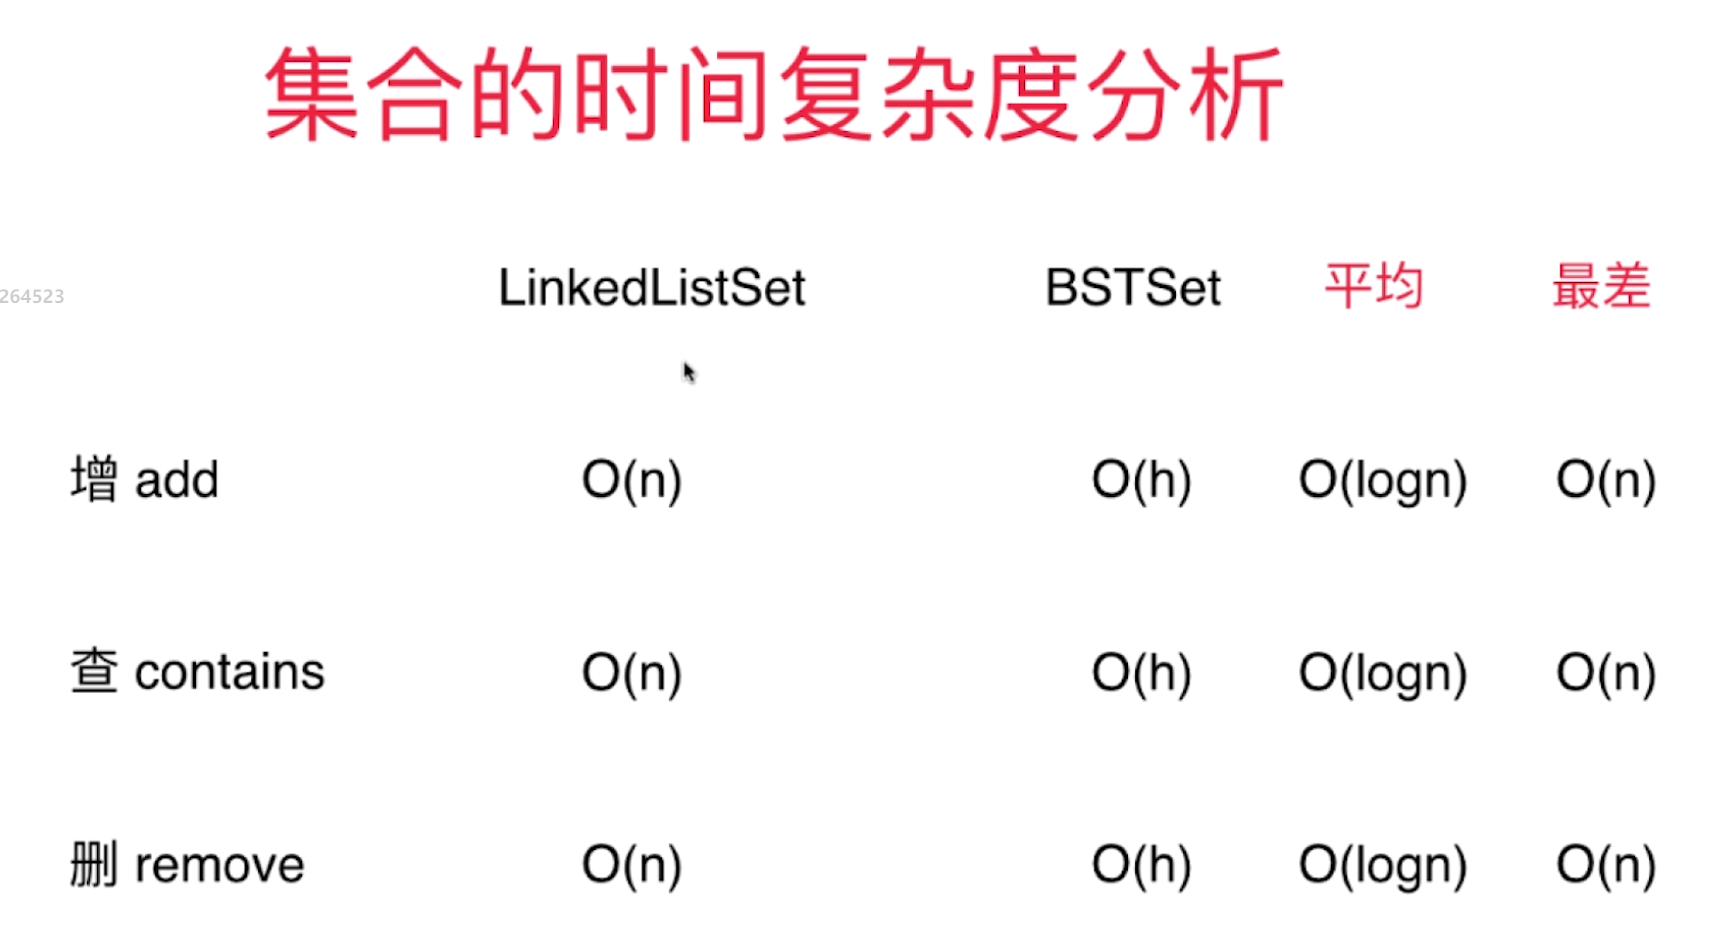 集合的时间复杂度分析
LinkedListSet BSTSet 平均 最差
264523
增 add O(n) O(h) O(logn) O(n)
查 contains O(n) O(h) O(logn) O(n)
删 remove O(n) O(h) O(logn) O(n)